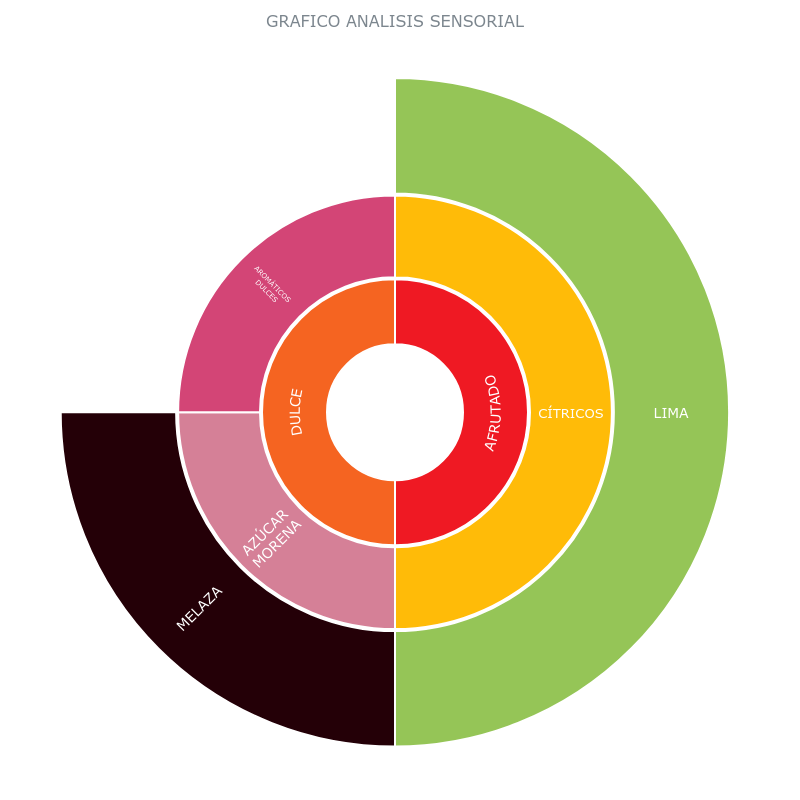 GRAFICO ANALISIS SENSORIAL
AROMÁTICOS
DULCES
DULCE
AFRUTADO
CÍTRICOS
LIMA
AZÚCAR
MORENA
MELAZA